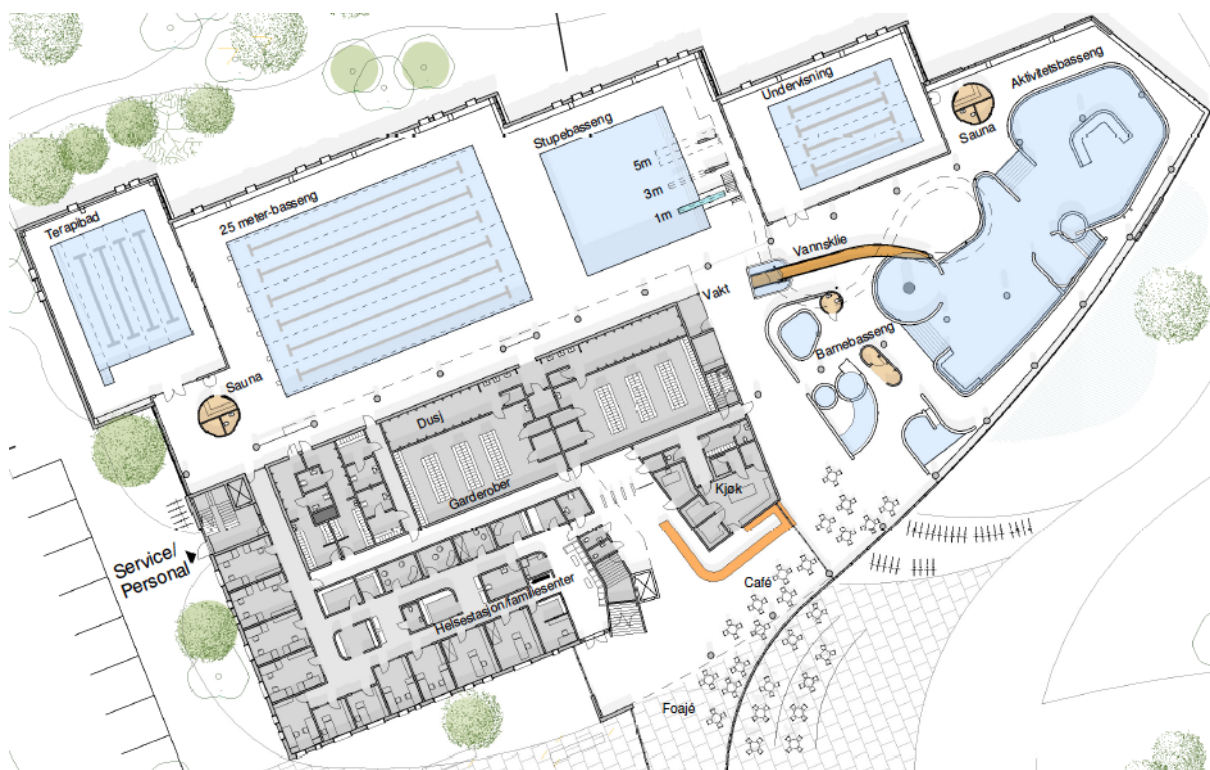 Aktivitetsbasseng
Undervisning
Sauna
Stupebasseng
5m
3m
1m
25 meter-basseng
Terapibad
Vannsklie
Vakt
Barnebasseng
Sauna
Dusj
Garderober
Kjøk
Service/
Personal
Helsestasjon/familiesenter
Café
Foajé